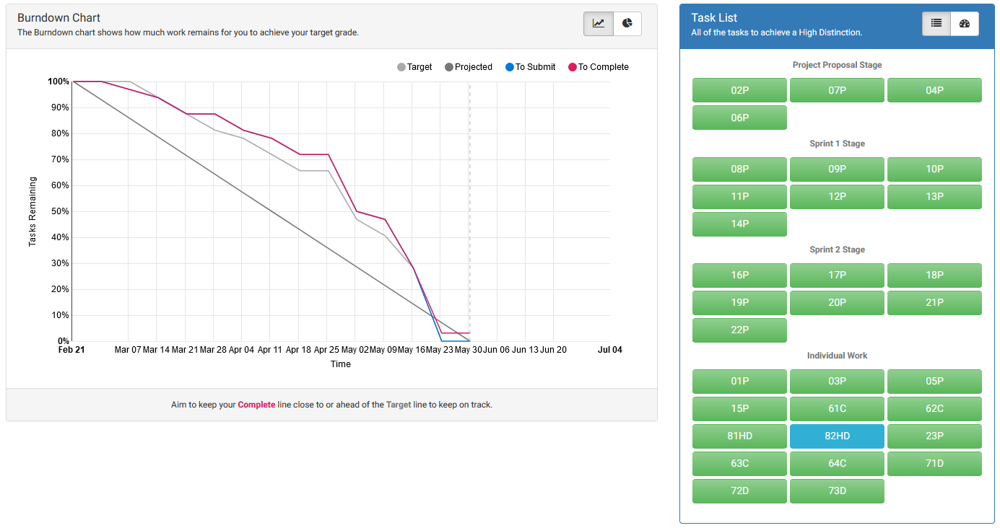 Burndown Chart
The Burndown chart shows how much work remains for you to achieve your target grade.
Target Projected To Submit To Complete
100%
90%
80%
70%
60%
50%
40%
30%
20%
10%
0%
Tasks Remaining
Feb 21 Mar 07 Mar 14 Mar 21 Mar 28 Apr 04 Apr 11 Apr 18 Apr 25 May 02 May 09 May 16 May 23 May 30 Jun 06 Jun 13 Jun 20 Jul 04
Time
Aim to keep your Complete line close to or ahead of the Target line to keep on track.
Task List
All of the tasks to achieve a High Distinction.
Project Proposal Stage
02P 07P 04P
06P
Sprint 1 Stage
08P 09P 10P
11P 12P 13P
14P
Sprint 2 Stage
16P 17P 18P
19P 20P 21P
22P
Individual Work
01P 03P 05P
15P 61C 62C
81HD 82HD 23P
63C 64C 71D
72D 73D